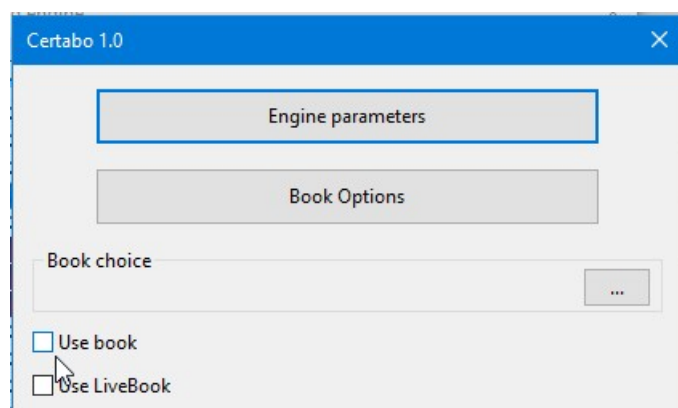 Certabo 1.0
Engine parameters
Book Options
Book choice
...
Use book
Use LiveBook